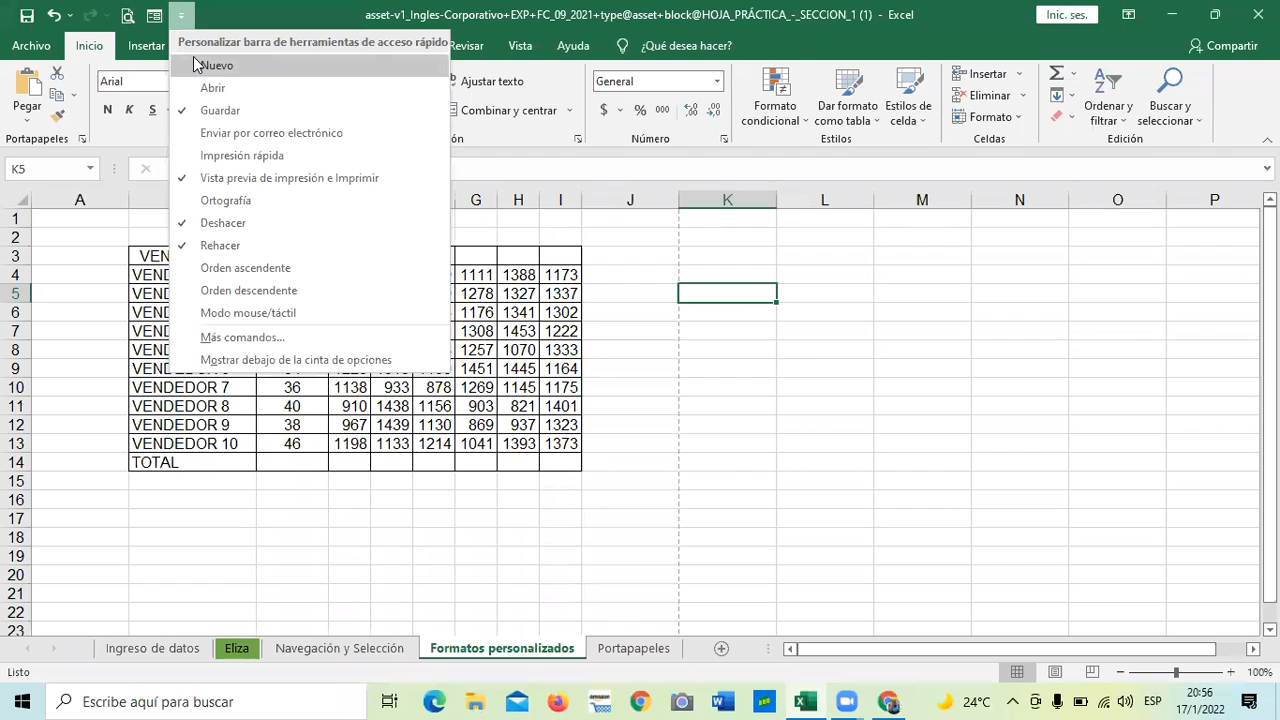 asset-v1_Ingles-Corporativo+EXP+FC_09_2021+type@asset+block@HOJA_PRÁCTICA_-_SECCION_1 (1) - Excel
Inic. ses.
Archivo
Inicio
Insertar
Revisar
Vista
Ayuda
¿Qué desea hacer?
Compartir
Personalizar barra de herramientas de acceso rápido
Nuevo
Abrir
Guardar
Enviar por correo electrónico
Impresión rápida
Vista previa de impresión e Imprimir
Ortografía
Deshacer
Rehacer
Orden ascendente
Orden descendente
Modo mouse/táctil
Más comandos...
Mostrar debajo de la cinta de opciones
Pegar
Portapapeles
Arial
N K S
Ajustar texto
Combinar y centrar
General
$ % 000
Número
Formato condicional
Dar formato como tabla
Estilos de celda
Estilos
Insertar
Eliminar
Formato
Celdas
Ordenar y filtrar
Buscar y seleccionar
Edición
K5
A G H I J K L M N O P
1
2
3 VEN
4 VEND 1111 1388 1173
5 VEND 1278 1327 1337
6 VEND 1176 1341 1302
7 VEND 1308 1453 1222
8 VEND 1257 1070 1333
9 1451 1445 1164
10 VENDEDOR 7 36 1138 933 878 1269 1145 1175
11 VENDEDOR 8 40 910 1438 1156 903 821 1401
12 VENDEDOR 9 38 967 1439 1130 869 937 1323
13 VENDEDOR 10 46 1198 1133 1214 1041 1393 1373
14 TOTAL
15
16
17
18
19
20
21
22
23
Ingreso de datos
Eliza
Navegación y Selección
Formatos personalizados
Portapapeles
Listo
100%
Escribe aquí para buscar
24°C
ESP
20:56
17/1/2022